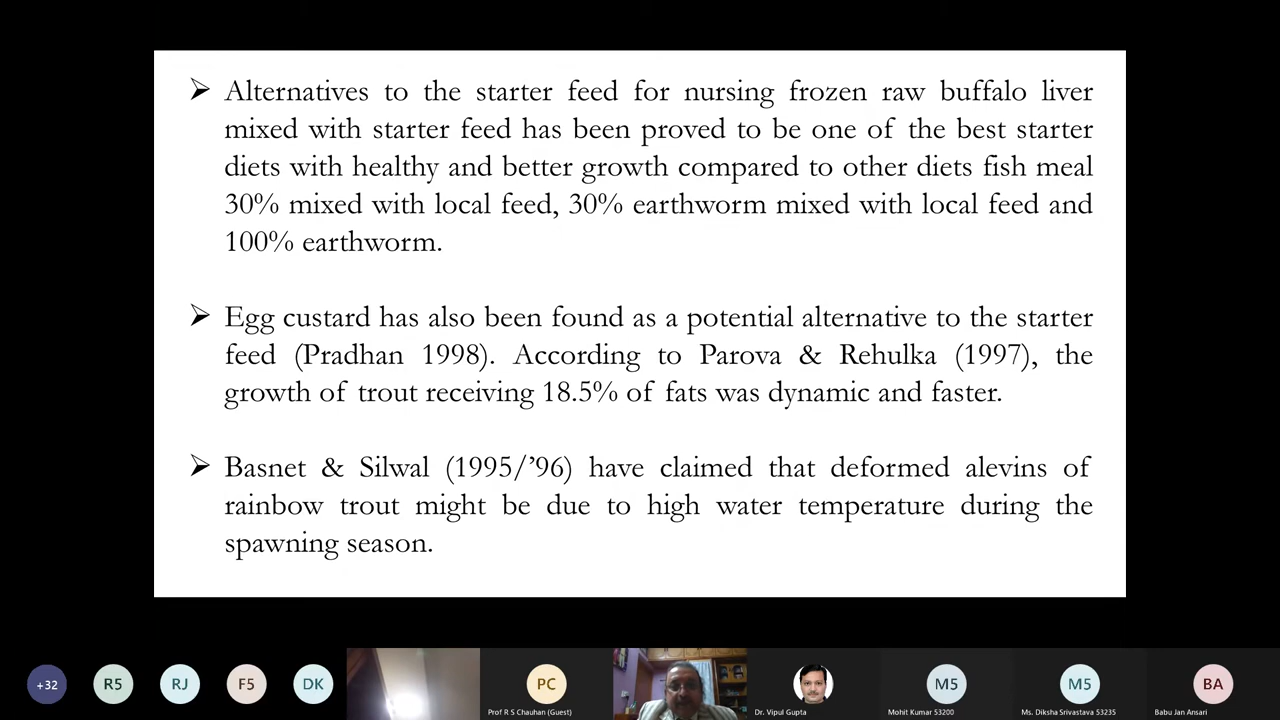 Alternatives to the starter feed for nursing frozen raw buffalo liver
mixed with starter feed has been proved to be one of the best starter
diets with healthy and better growth compared to other diets fish meal
30% mixed with local feed, 30% earthworm mixed with local feed and
100% earthworm.
Egg custard has also been found as a potential alternative to the starter
feed (Pradhan 1998). According to Parova & Rehulka (1997), the
growth of trout receiving 18.5% of fats was dynamic and faster.
Basnet & Silwal (1995/’96) have claimed that deformed alevins of
rainbow trout might be due to high water temperature during the
spawning season.
+32 R5 RJ F5 DK PC M5 M5 BA
Prof R S Chauhan (Guest) Dr. Vipul Gupta Mohit Kumar 53200 Ms. Diksha Srivastava 53235 Babu Jan Ansari